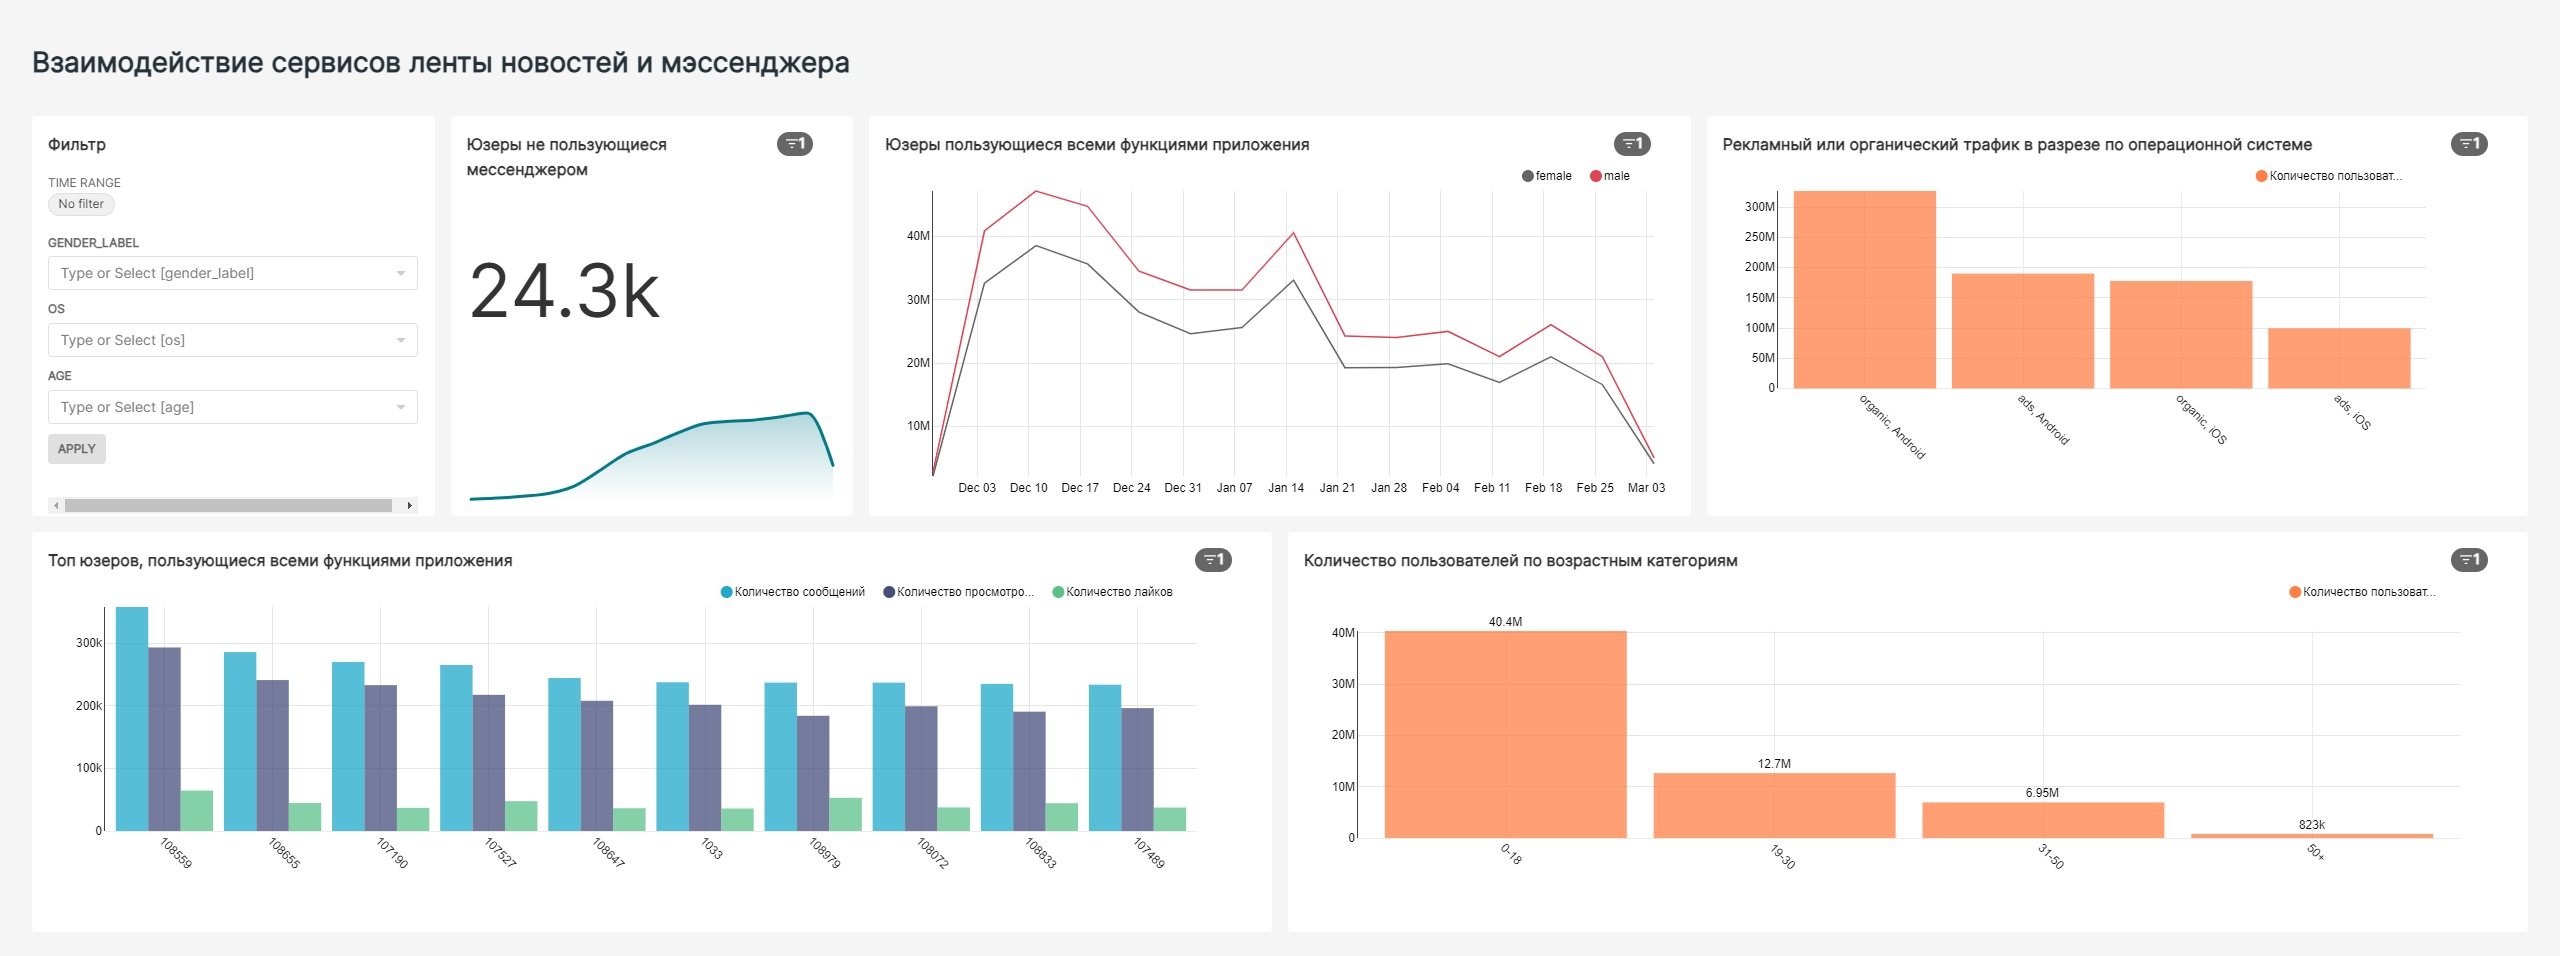 Взаимодействие сервисов ленты новостей и мэссенджера
Фильтр
TIME RANGE
No filter
GENDER_LABEL
Type or Select [gender_label]
OS
Type or Select [os]
AGE
Type or Select [age]
APPLY
Юзеры не пользующиеся
мессенджером
1
24.3k
Юзеры пользующиеся всеми функциями приложения
1
female
male
40M
30M
20M
10M
Dec 03
Dec 10
Dec 17
Dec 24
Dec 31
Jan 07
Jan 14
Jan 21
Jan 28
Feb 04
Feb 11
Feb 18
Feb 25
Mar 03
Рекламный или органический трафик в разрезе по операционной системе
1
Количество пользоват...
300M
250M
200M
150M
100M
50M
0
organic, Android
ads, Android
organic, iOS
ads, iOS
Топ юзеров, пользующиеся всеми функциями приложения
1
Количество сообщений
Количество просмотро...
Количество лайков
300k
200k
100k
0
108559
108655
107190
107527
108647
1033
108979
108072
108833
107489
Количество пользователей по возрастным категориям
1
Количество пользоват...
40M
30M
20M
10M
0
40.4M
12.7M
6.95M
823k
0-18
19-30
31-50
50+